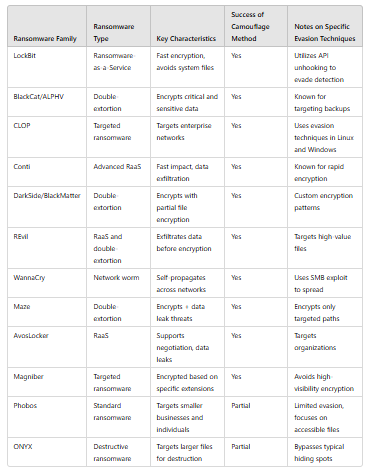 Ransomware Family
Ransomware
Type
Key Characteristics
Success of
Camouflage
Method
Notes on Specific
Evasion Techniques
LockBit
Ransomware
as-a-Service
Fast encryption,
avoids system files
Yes
Utilizes API
unhooking to
evade detection
BlackCat/ALPHV
Double
extortion
Encrypts critical and
sensitive data
Yes
Known for
targeting backups
CLOP
Targeted
ransomware
Targets enterprise
networks
Yes
Uses evasion
techniques in Linux
and Windows
Conti
Advanced RaaS
Fast impact, data
exfiltration
Yes
Known for rapid
encryption
DarkSide/BlackMatter
Double
extortion
Encrypts with
partial file
encryption
Yes
Custom encryption
patterns
REvil
RaaS and
double
extortion
Exfiltrates data
before encryption
Yes
Targets high-value
files
WannaCry
Network worm
Self-propagates
across networks
Yes
Uses SMB exploit
to spread
Maze
Double
extortion
Encrypts + data
leak threats
Yes
Encrypts only
targeted paths
AvosLocker
RaaS
Supports
negotiation, data
leaks
Yes
Targets
organizations
Magniber
Targeted
ransomware
Encrypted based on
specific extensions
Yes
Avoids high-
visibility encryption
Phobos
Standard
ransomware
Targets smaller
businesses and
individuals
Partial
Limited evasion,
focuses on
accessible files
ONYX
Destructive
ransomware
Targets larger files
for destruction
Partial
Bypasses typical
hiding spots